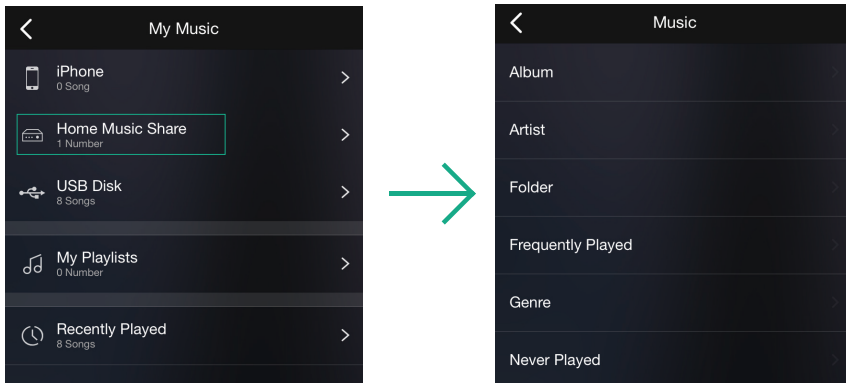 My Music
iPhone
0 Song
Home Music Share
1 Number
USB Disk
8 Songs
My Playlists
0 Number
Recently Played
8 Songs
Music
Album
Artist
Folder
Frequently Played
Genre
Never Played